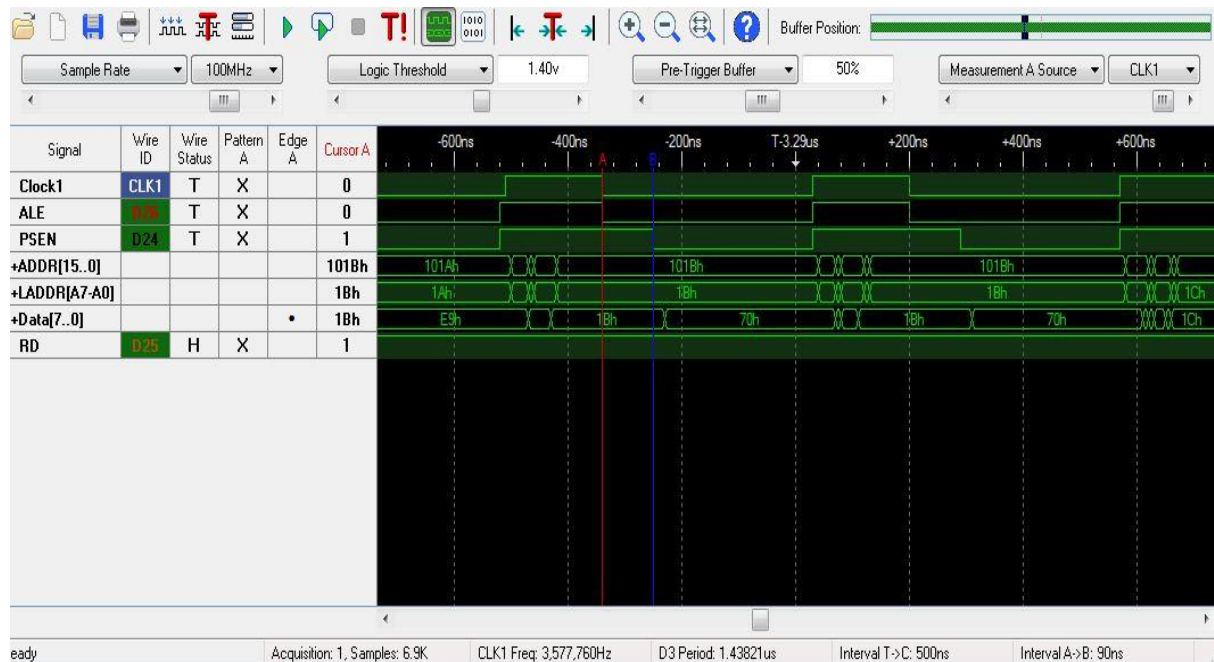 T! 1010 0101 T ? Buffer Position:
Sample Rate 100MHz Logic Threshold 1.40v Pre-Trigger Buffer 50% Measurement A Source CLK1
Signal Wire ID Wire Status Pattern A Edge A Cursor A -600ns -400ns -200ns T-3.29us +200ns +400ns +600ns
A B
Clock1 CLK1 T X 0
ALE D26 T X 0
PSEN D24 T X 1
+ADDR[15..0] 101Bh 101Ah 101Bh 101Bh
+LADDR[A7-A0] 1Bh 1Ah 1Bh 1Bh 1Ch
+Data[7..0] • 1Bh E9h 1Bh 70h 1Bh 70h 1Ch
RD D25 H X 1
eady Acquisition: 1, Samples: 6.9K CLK1 Freq: 3,577,760Hz D3 Period: 1.43821us Interval T->C: 500ns Interval A->B: 90ns